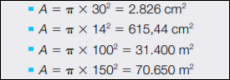 ▪ A = π × 30² = 2.826 cm²
▪ A = π × 14² = 615,44 cm²
▪ A = π × 100² = 31.400 m²
▪ A = π × 150² = 70.650 m²